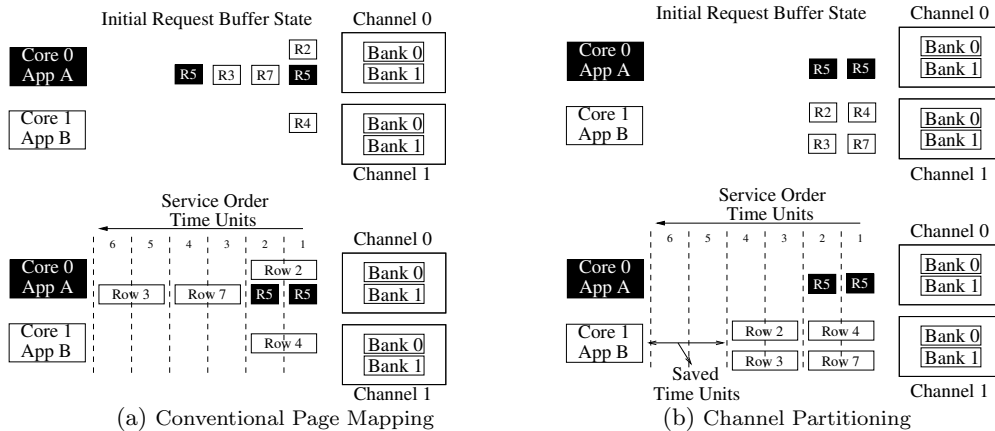 Initial Request Buffer State
Channel 0
Core 0
App A
R2
R5
R3
R7
R5
Bank 0
Bank 1
Core 1
App B
R4
Bank 0
Bank 1
Channel 1
Service Order
Time Units
6 5 4 3 2 1
Channel 0
Core 0
App A
Row 2
Row 3
Row 7
R5
R5
Bank 0
Bank 1
Core 1
App B
Row 4
Bank 0
Bank 1
Channel 1
(a) Conventional Page Mapping
Initial Request Buffer State
Channel 0
Core 0
App A
R5
R5
Bank 0
Bank 1
Core 1
App B
R2
R4
R3
R7
Bank 0
Bank 1
Channel 1
Service Order
Time Units
6 5 4 3 2 1
Channel 0
Core 0
App A
R5
R5
Bank 0
Bank 1
Core 1
App B
Row 2
Row 4
Row 3
Row 7
Saved
Time Units
Bank 0
Bank 1
Channel 1
(b) Channel Partitioning